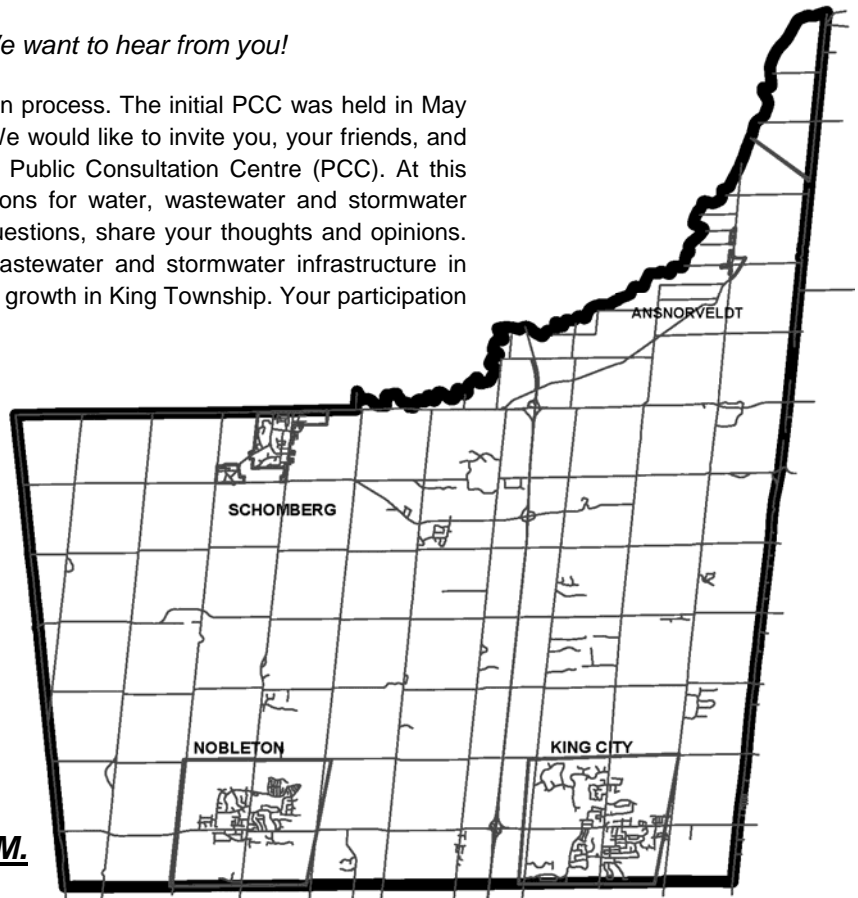 e want to hear from you!
n process. The initial PCC was held in May
e would like to invite you, your friends, and
Public Consultation Centre (PCC). At this
ons for water, wastewater and stormwater
uestions, share your thoughts and opinions.
astewater and stormwater infrastructure in
growth in King Township. Your participation
ANSNORVELDT
SCHOMBERG
NOBLETON
KING CITY
M.